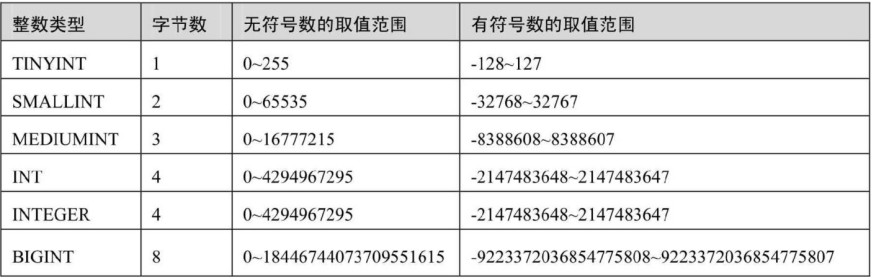 整数类型 字节数 无符号数的取值范围 有符号数的取值范围
TINYINT 1 0~255 -128~127
SMALLINT 2 0~65535 -32768~32767
MEDIUMINT 3 0~16777215 -8388608~8388607
INT 4 0~4294967295 -2147483648~2147483647
INTEGER 4 0~4294967295 -2147483648~2147483647
BIGINT 8 0~18446744073709551615 -9223372036854775808~9223372036854775807